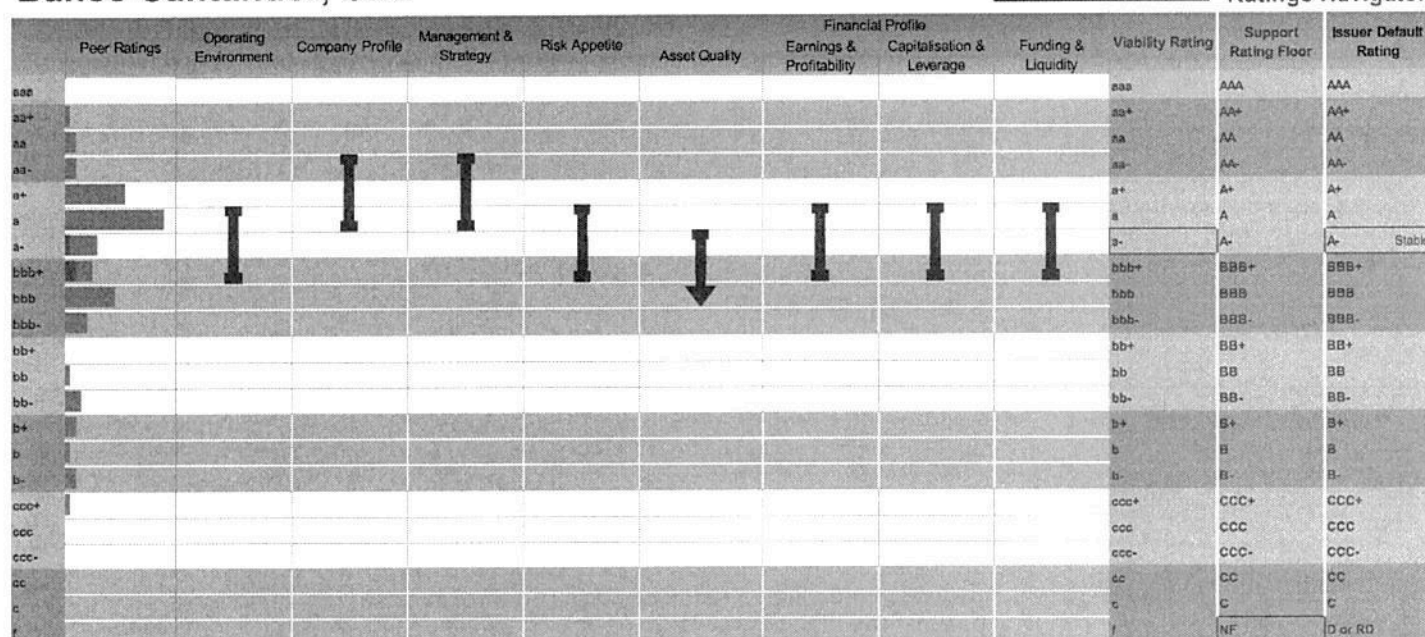 Ratings Navigator
Financial Profile
Peer Ratings Operating Environment Company Profile Management & Strategy Risk Appetite Asset Quality Earnings & Profitability Capitalisation & Leverage Funding & Liquidity Viability Rating Support Rating Floor Issuer Default Rating
aaa aaa AAA AAA
aa+ aa+ AA+ AA+
aa aa AA AA
aa- aa- AA- AA-
a+ a+ A+ A+
a a A A
a- a- A- A- Stable
bbb+ bbb+ BBB+ BBB+
bbb bbb BBB BBB
bbb- bbb- BBB- BBB-
bb+ bb+ BB+ BB+
bb bb BB BB
bb- bb- BB- BB-
b+ b+ B+ B+
b b B B
b- b- B- B-
ccc+ ccc+ CCC+ CCC+
ccc ccc CCC CCC
ccc- ccc- CCC- CCC-
cc cc CC CC
c c C C
f f NF D or RD